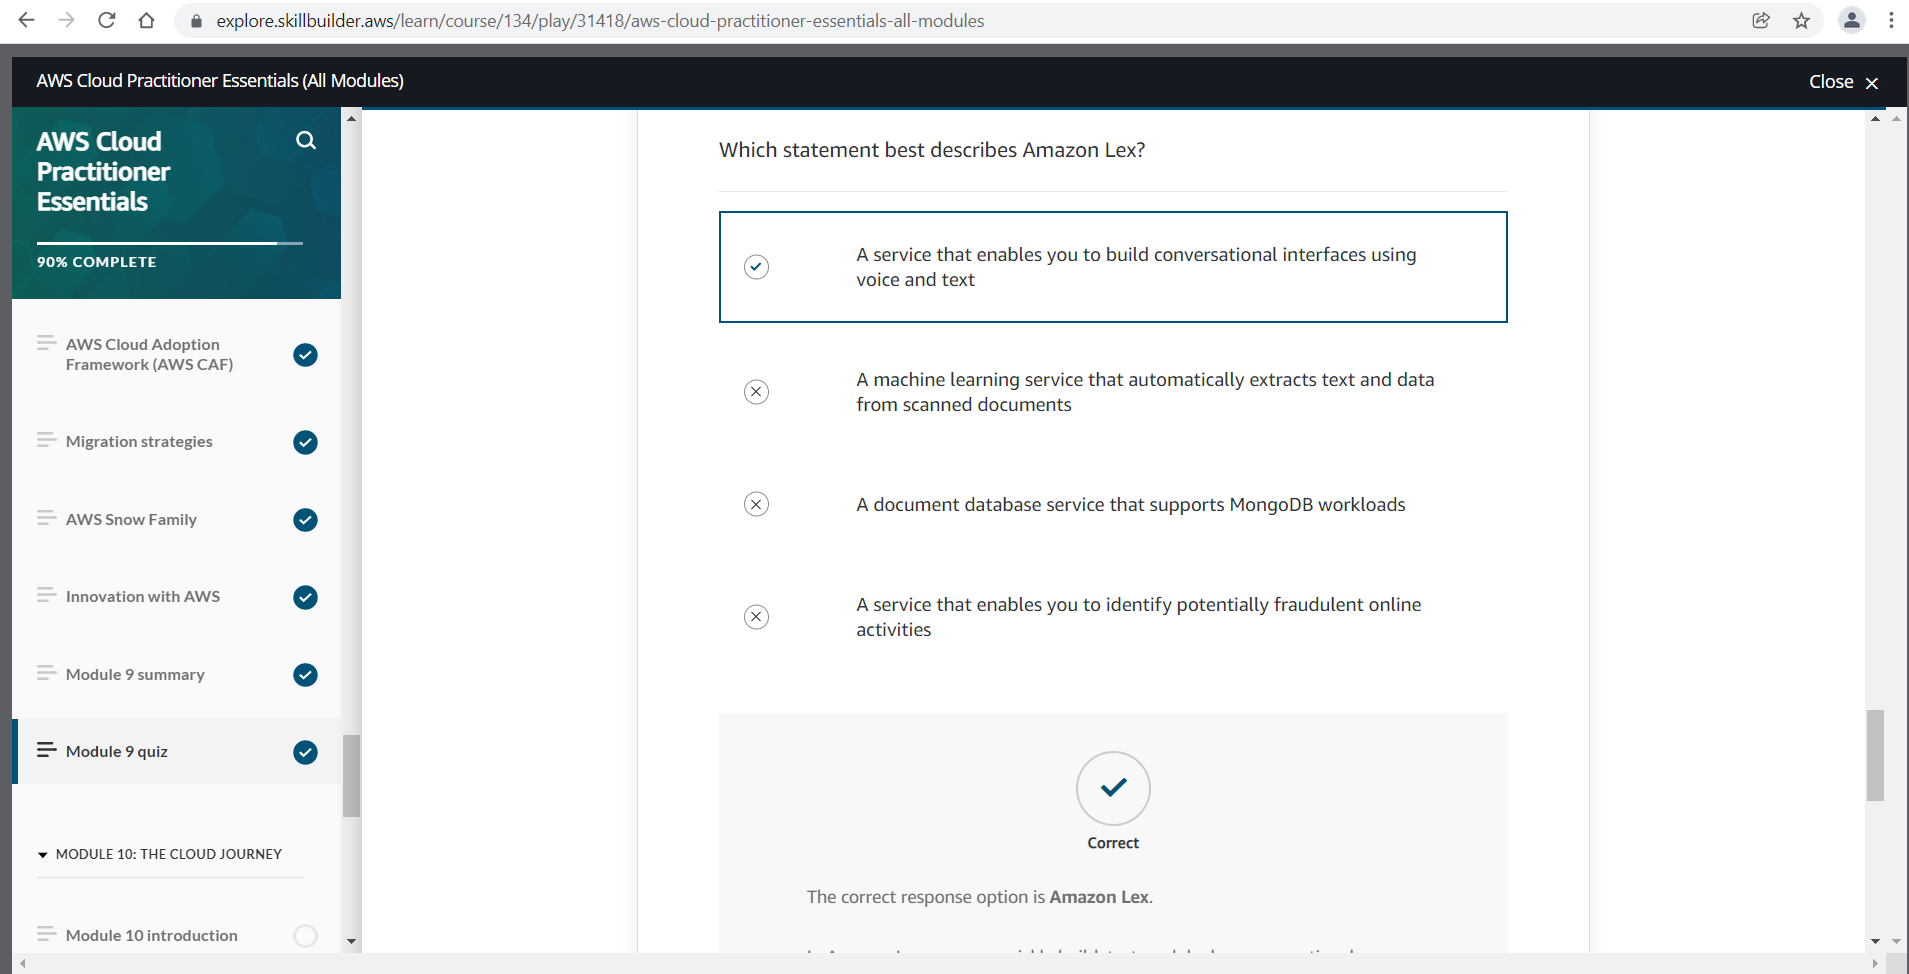 explore.skillbuilder.aws/learn/course/134/play/31418/aws-cloud-practitioner-essentials-all-modules
AWS Cloud Practitioner Essentials (All Modules)
Close
AWS Cloud
Practitioner
Essentials
90% COMPLETE
AWS Cloud Adoption
Framework (AWS CAF)
Migration strategies
AWS Snow Family
Innovation with AWS
Module 9 summary
Module 9 quiz
MODULE 10: THE CLOUD JOURNEY
Module 10 introduction
Which statement best describes Amazon Lex?
A service that enables you to build conversational interfaces using
voice and text
A machine learning service that automatically extracts text and data
from scanned documents
A document database service that supports MongoDB workloads
A service that enables you to identify potentially fraudulent online
activities
Correct
The correct response option is Amazon Lex.